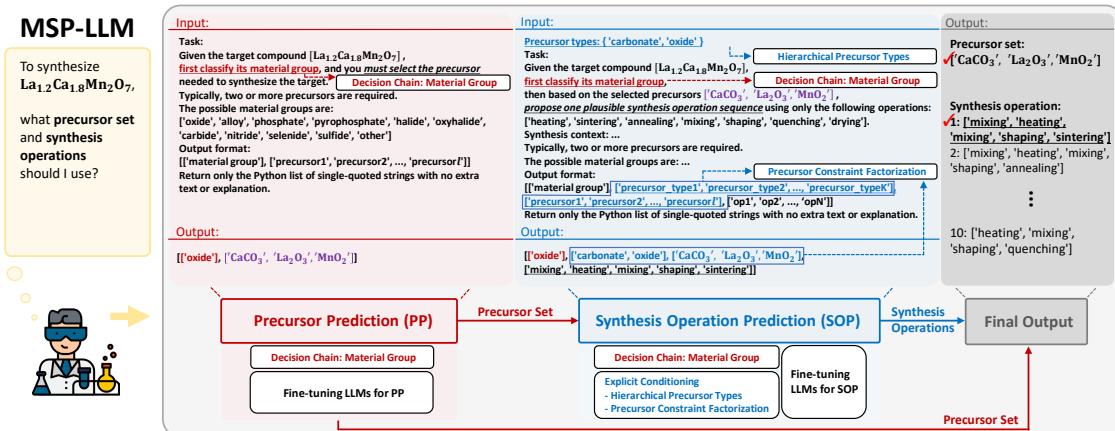 MSP-LLM
To synthesize
La1.2Ca1.8Mn2O7,
what precursor set
and synthesis
operations
should I use?
Input:
Task:
Given the target compound [La1.2Ca1.8Mn2O7] ,
first classify its material group, and you must select the precursor
needed to synthesize the target.
Decision Chain: Material Group
Typically, two or more precursors are required.
The possible material groups are:
['oxide', 'alloy', 'phosphate', 'pyrophosphate', 'halide', 'oxyhalide',
'carbide', 'nitride', 'selenide', 'sulfide', 'other']
Output format:
[['material group'], ['precursor1', 'precursor2', ..., 'precursorl']]
Return only the Python list of single-quoted strings with no extra
text or explanation.
Output:
[['oxide'], ['CaCO3', 'La2O3','MnO2']]
Input:
Precursor types: { 'carbonate', 'oxide' }
Task:
Hierarchical Precursor Types
Given the target compound [La1.2Ca1.8Mn2O7],
first classify its material group,
Decision Chain: Material Group
then based on the selected precursors ['CaCO3', 'La2O3','MnO2'] ,
propose one plausible synthesis operation sequence using only the following operations:
['heating', 'sintering', 'annealing', 'mixing', 'shaping', 'quenching', 'drying'].
Synthesis context: ...
Typically, two or more precursors are required.
The possible material groups are: ...
Output format:
Precursor Constraint Factorization
[['material group'], ['precursor_type1', 'precursor_type2', ..., 'precursor_typeK'],
['precursor1', 'precursor2', ..., 'precursorl'], ['op1', 'op2', ..., 'opN']]
Return only the Python list of single-quoted strings with no extra text or explanation.
Output:
[['oxide'], ['carbonate', 'oxide'], ['CaCO3', 'La2O3','MnO2'],
['mixing', 'heating', 'mixing', 'shaping', 'sintering']]
Output:
Precursor set:
['CaCO3', 'La2O3','MnO2']
Synthesis operation:
1: ['mixing', 'heating',
'mixing', 'shaping', 'sintering']
2: ['mixing', 'heating', 'mixing',
'shaping', 'annealing']
10: ['heating', 'mixing',
'shaping', 'quenching']
Precursor Prediction (PP)
Precursor Set
Synthesis Operation Prediction (SOP)
Synthesis
Operations
Final Output
Decision Chain: Material Group
Fine-tuning LLMs for PP
Decision Chain: Material Group
Explicit Conditioning
- Hierarchical Precursor Types
- Precursor Constraint Factorization
Fine-tuning
LLMs for SOP
Precursor Set